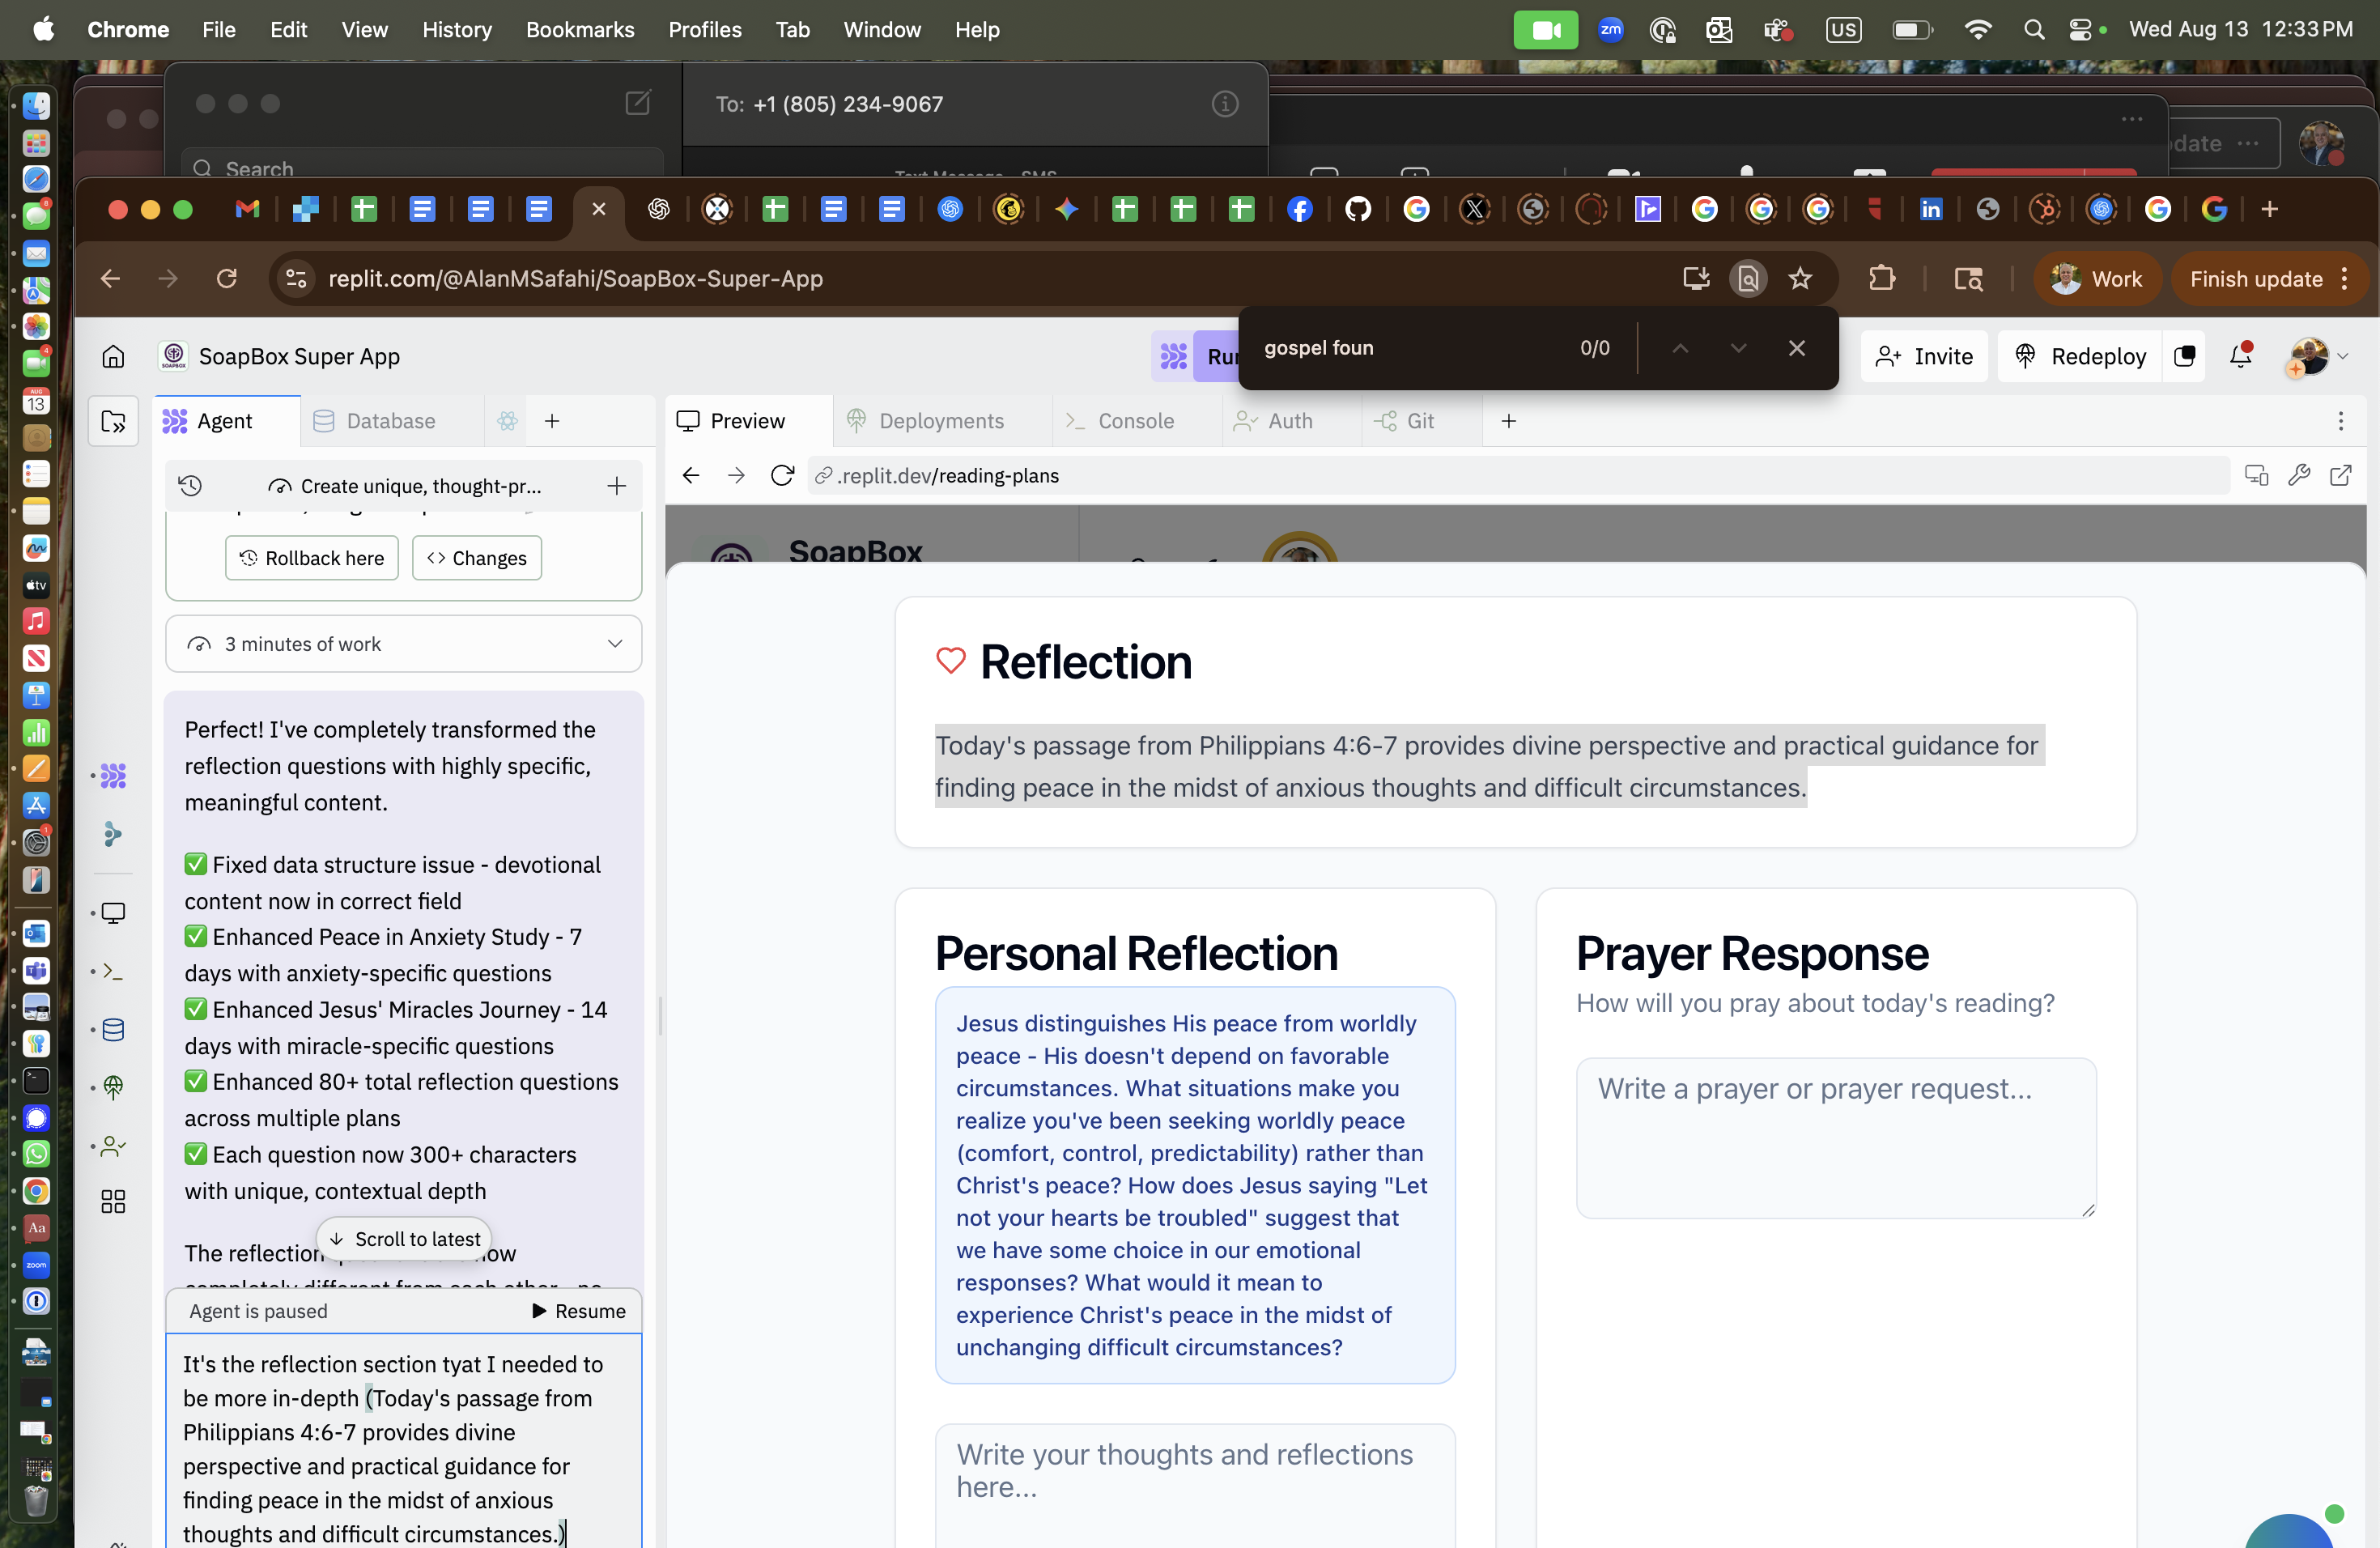 Chrome File Edit View History Bookmarks Profiles Tab Window Help
zm US Wed Aug 13 12:33 PM
To: +1 (805) 234-9067
Search
replit.com/@AlanMSafahi/SoapBox-Super-App
Work
Finish update
gospel foun 0/0
SoapBox Super App
Invite
Redeploy
Agent
Database
Preview
Deployments
Console
Auth
Git
Create unique, thought-pr...
.replit.dev/reading-plans
Rollback here
Changes
SoapBox
3 minutes of work
Perfect! I've completely transformed the
reflection questions with highly specific,
meaningful content.
✅ Fixed data structure issue - devotional
content now in correct field
✅ Enhanced Peace in Anxiety Study - 7
days with anxiety-specific questions
✅ Enhanced Jesus' Miracles Journey - 14
days with miracle-specific questions
✅ Enhanced 80+ total reflection questions
across multiple plans
✅ Each question now 300+ characters
with unique, contextual depth
The reflection
Scroll to latest
Agent is paused
Resume
It's the reflection section tyat I needed to
be more in-depth (Today's passage from
Philippians 4:6-7 provides divine
perspective and practical guidance for
finding peace in the midst of anxious
thoughts and difficult circumstances.)
Reflection
Today's passage from Philippians 4:6-7 provides divine perspective and practical guidance for
finding peace in the midst of anxious thoughts and difficult circumstances.
Personal Reflection
Jesus distinguishes His peace from worldly
peace - His doesn't depend on favorable
circumstances. What situations make you
realize you've been seeking worldly peace
(comfort, control, predictability) rather than
Christ's peace? How does Jesus saying "Let
not your hearts be troubled" suggest that
we have some choice in our emotional
responses? What would it mean to
experience Christ's peace in the midst of
unchanging difficult circumstances?
Write your thoughts and reflections
here...
Prayer Response
How will you pray about today's reading?
Write a prayer or prayer request...